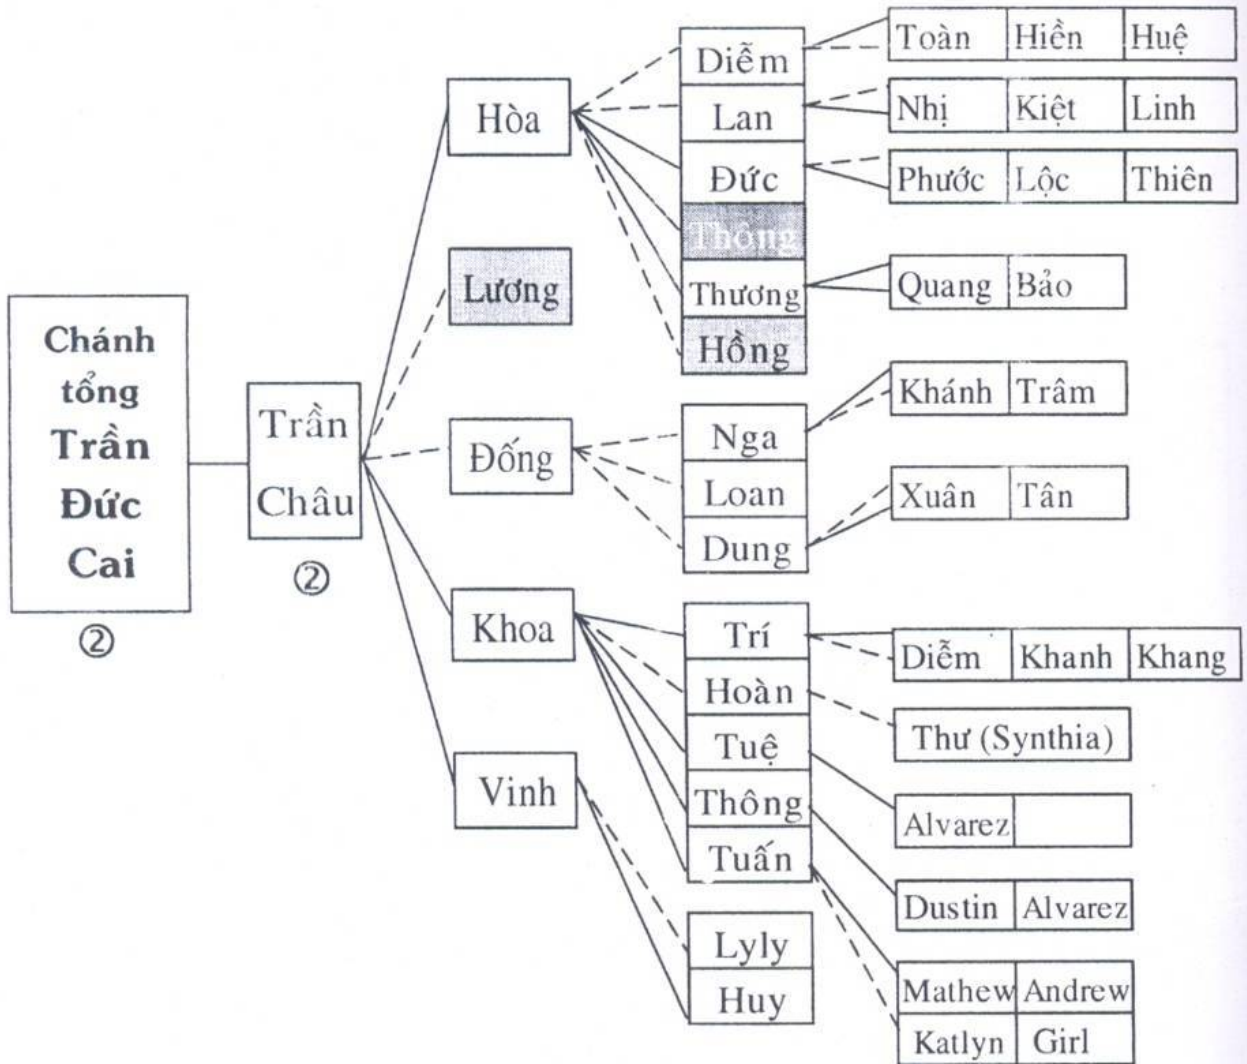 Chánh
tổng
Trần
Đức
Cai
②
Trần
Châu
②
Hòa
Lương
Đống
Khoa
Vinh
Diễm
Lan
Đức
Thông
Thương
Hồng
Nga
Loan
Dung
Trí
Hoàn
Tuệ
Thông
Tuấn
Lyly
Huy
Toàn Hiền Huệ
Nhị Kiệt Linh
Phước Lộc Thiên
Quang Bảo
Khánh Trâm
Xuân Tân
Diễm Khanh Khang
Thư (Synthia)
Alvarez
Dustin Alvarez
Mathew Andrew
Katlyn Girl